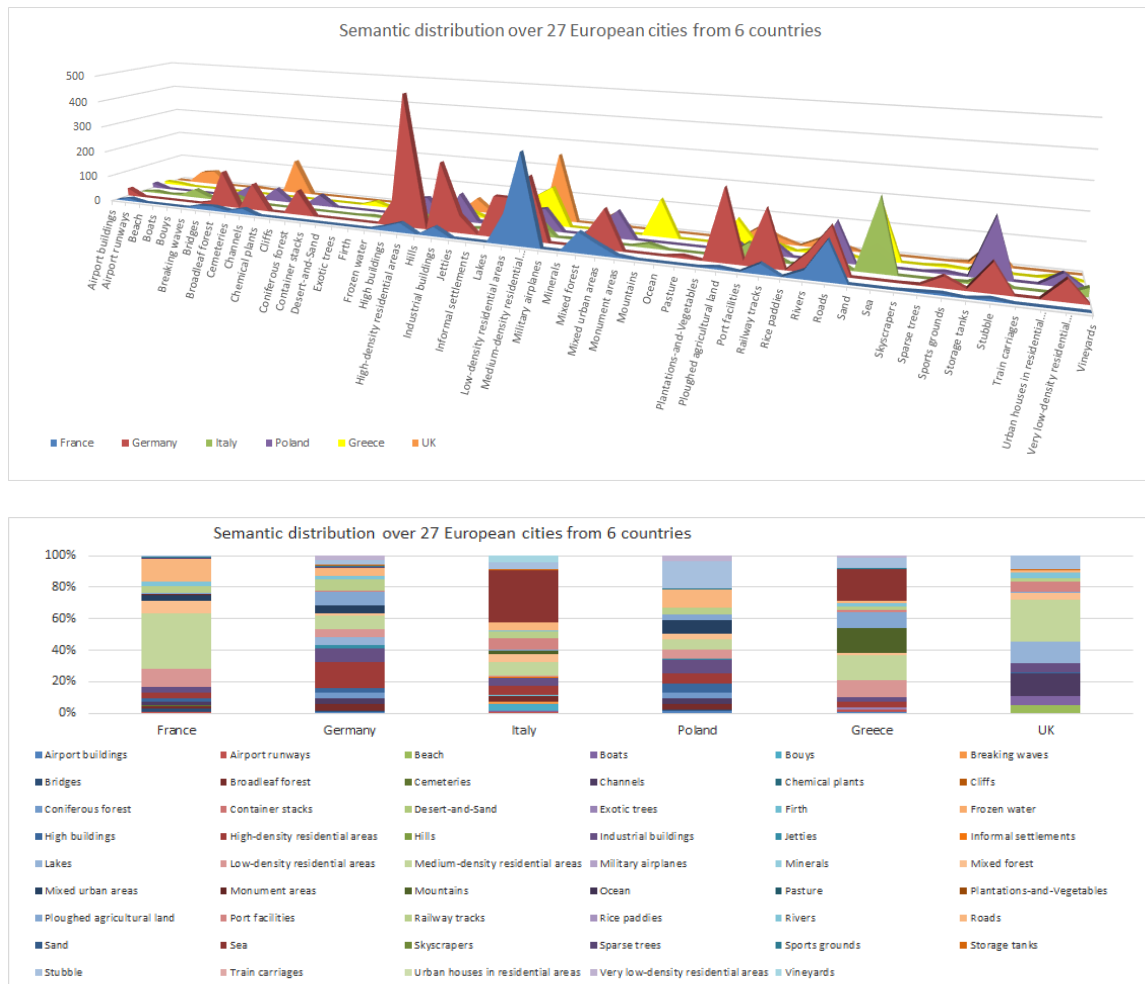 Semantic distribution over 27 European cities from 6 countries
500
400
300
200
100
0
Airport buildings
Airport runways
Beach
Boats
Bouys
Breaking waves
Bridges
Broadleaf forest
Cemeteries
Channels
Chemical plants
Cliffs
Coniferous forest
Container stacks
Desert-and-Sand
Exotic trees
Firth
Frozen water
High buildings
High-density residential areas
Hills
Industrial buildings
Jetties
Informal settlements
Lakes
Low-density residential areas
Medium-density residential...
Military airplanes
Minerals
Mixed forest
Mixed urban areas
Monument areas
Mountains
Ocean
Pasture
Plantations-and-Vegetables
Ploughed agricultural land
Port facilities
Railway tracks
Rice paddies
Rivers
Roads
Sand
Sea
Skyscrapers
Sparse trees
Sports grounds
Storage tanks
Stubble
Train carriages
Urban houses in residential...
Very low-density residential...
Vineyards
France Germany Italy Poland Greece UK
Semantic distribution over 27 European cities from 6 countries
100%
80%
60%
40%
20%
0%
France Germany Italy Poland Greece UK
Airport buildings Airport runways Beach Boats Bouys Breaking waves
Bridges Broadleaf forest Cemeteries Channels Chemical plants Cliffs
Coniferous forest Container stacks Desert-and-Sand Exotic trees Firth Frozen water
High buildings High-density residential areas Hills Industrial buildings Jetties Informal settlements
Lakes Low-density residential areas Medium-density residential areas Military airplanes Minerals Mixed forest
Mixed urban areas Monument areas Mountains Ocean Pasture Plantations-and-Vegetables
Ploughed agricultural land Port facilities Railway tracks Rice paddies Rivers Roads
Sand Sea Skyscrapers Sparse trees Sports grounds Storage tanks
Stubble Train carriages Urban houses in residential areas Very low-density residential areas Vineyards